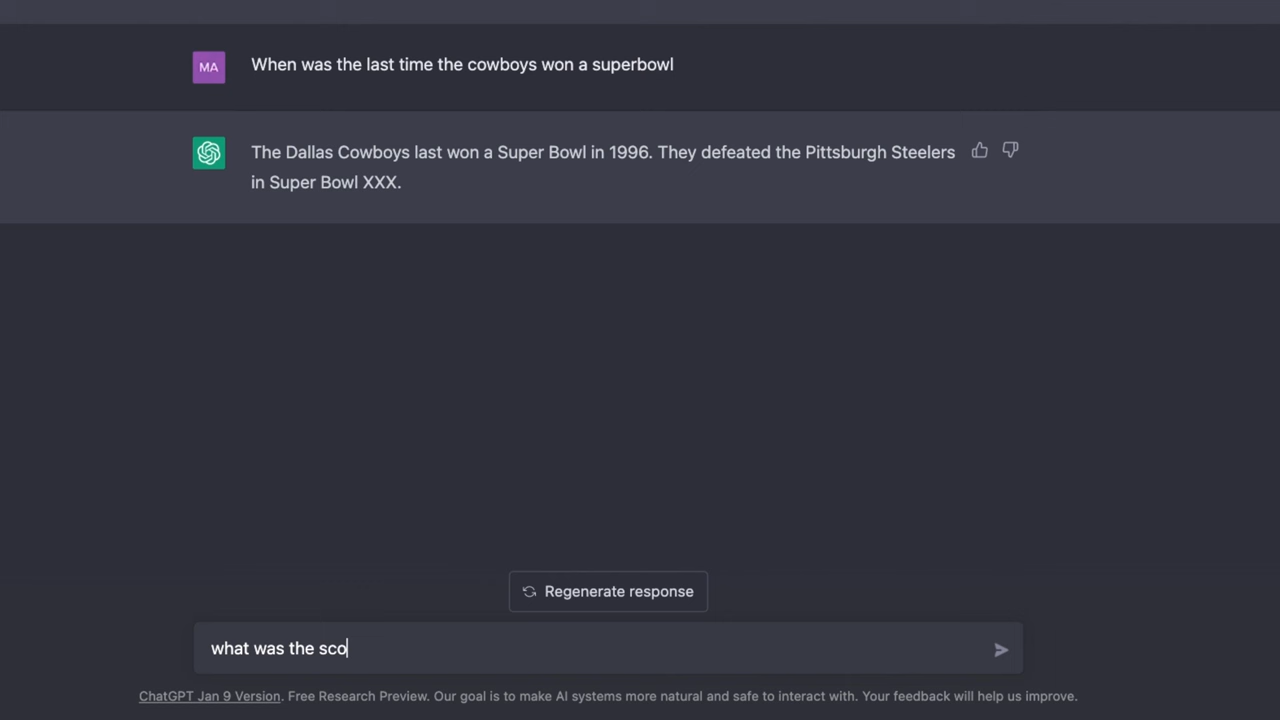 MA
When was the last time the cowboys won a superbowl
The Dallas Cowboys last won a Super Bowl in 1996. They defeated the Pittsburgh Steelers
in Super Bowl XXX.
Regenerate response
what was the sco
ChatGPT Jan 9 Version. Free Research Preview. Our goal is to make AI systems more natural and safe to interact with. Your feedback will help us improve.